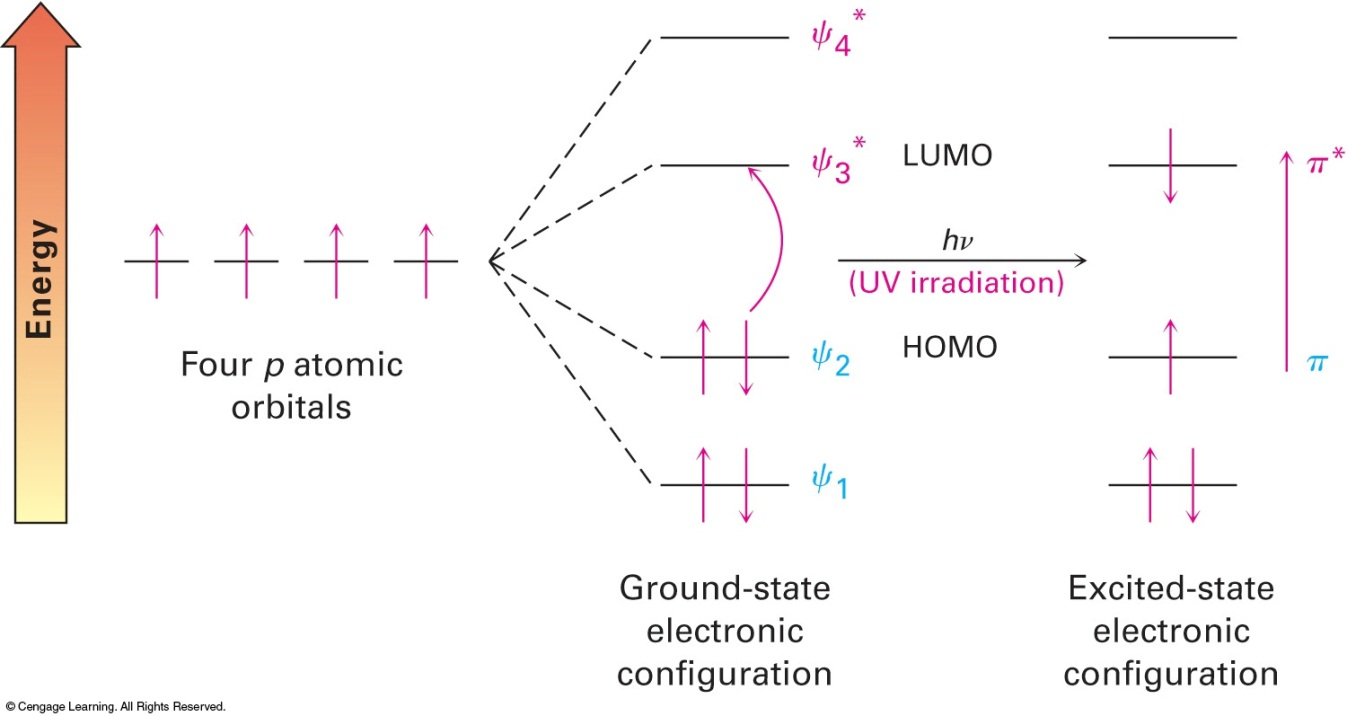 Energy
Four p atomic
orbitals
ψ4*
ψ3*
LUMO
hν
(UV irradiation)
ψ2
HOMO
ψ1
π*
π
Ground-state
electronic
configuration
Excited-state
electronic
configuration
© Cengage Learning. All Rights Reserved.